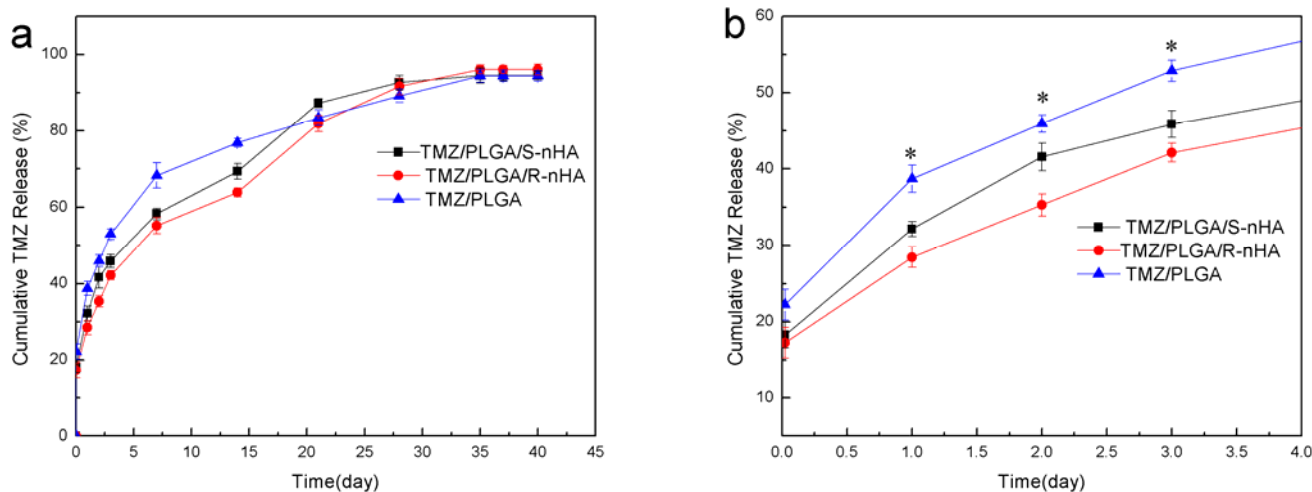 a
Cumulative TMZ Release (%)
100
80
60
40
20
0
TMZ/PLGA/S-nHA
TMZ/PLGA/R-nHA
TMZ/PLGA
0 5 10 15 20 25 30 35 40 45
Time(day)
b
Cumulative TMZ Release (%)
60
50
40
30
20
10
* * *
TMZ/PLGA/S-nHA
TMZ/PLGA/R-nHA
TMZ/PLGA
0.0 0.5 1.0 1.5 2.0 2.5 3.0 3.5 4.0
Time(day)